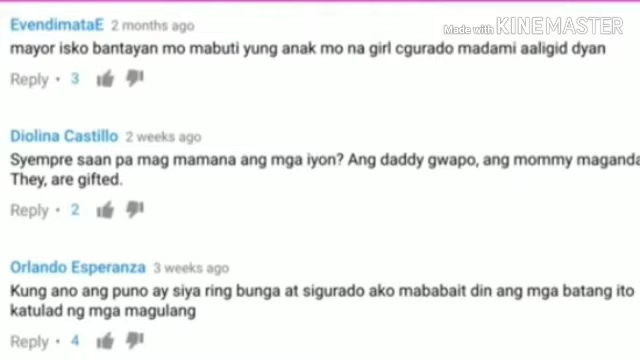 EvendimataE 2 months ago
Made with KINEMASTER
mayor isko bantayan mo mabuti yung anak mo na girl cgurado madami aaligid dyan
Reply • 3
Diolina Castillo 2 weeks ago
Syempre saan pa mag mamana ang mga iyon? Ang daddy gwapo, ang mommy maganda
They, are gifted.
Reply • 2
Orlando Esperanza 3 weeks ago
Kung ano ang puno ay siya ring bunga at sigurado ako mababait din ang mga batang ito
katulad ng mga magulang
Reply • 4